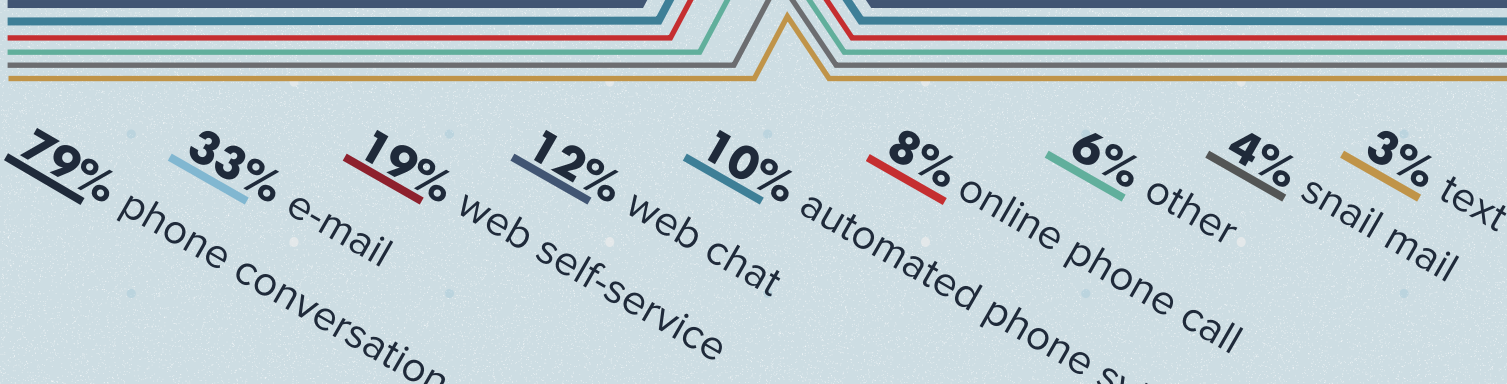 79% phone conversation
33% e-mail
19% web self-service
12% web chat
10% automated phone
8% online phone call
6% other
4% snail mail
3% text